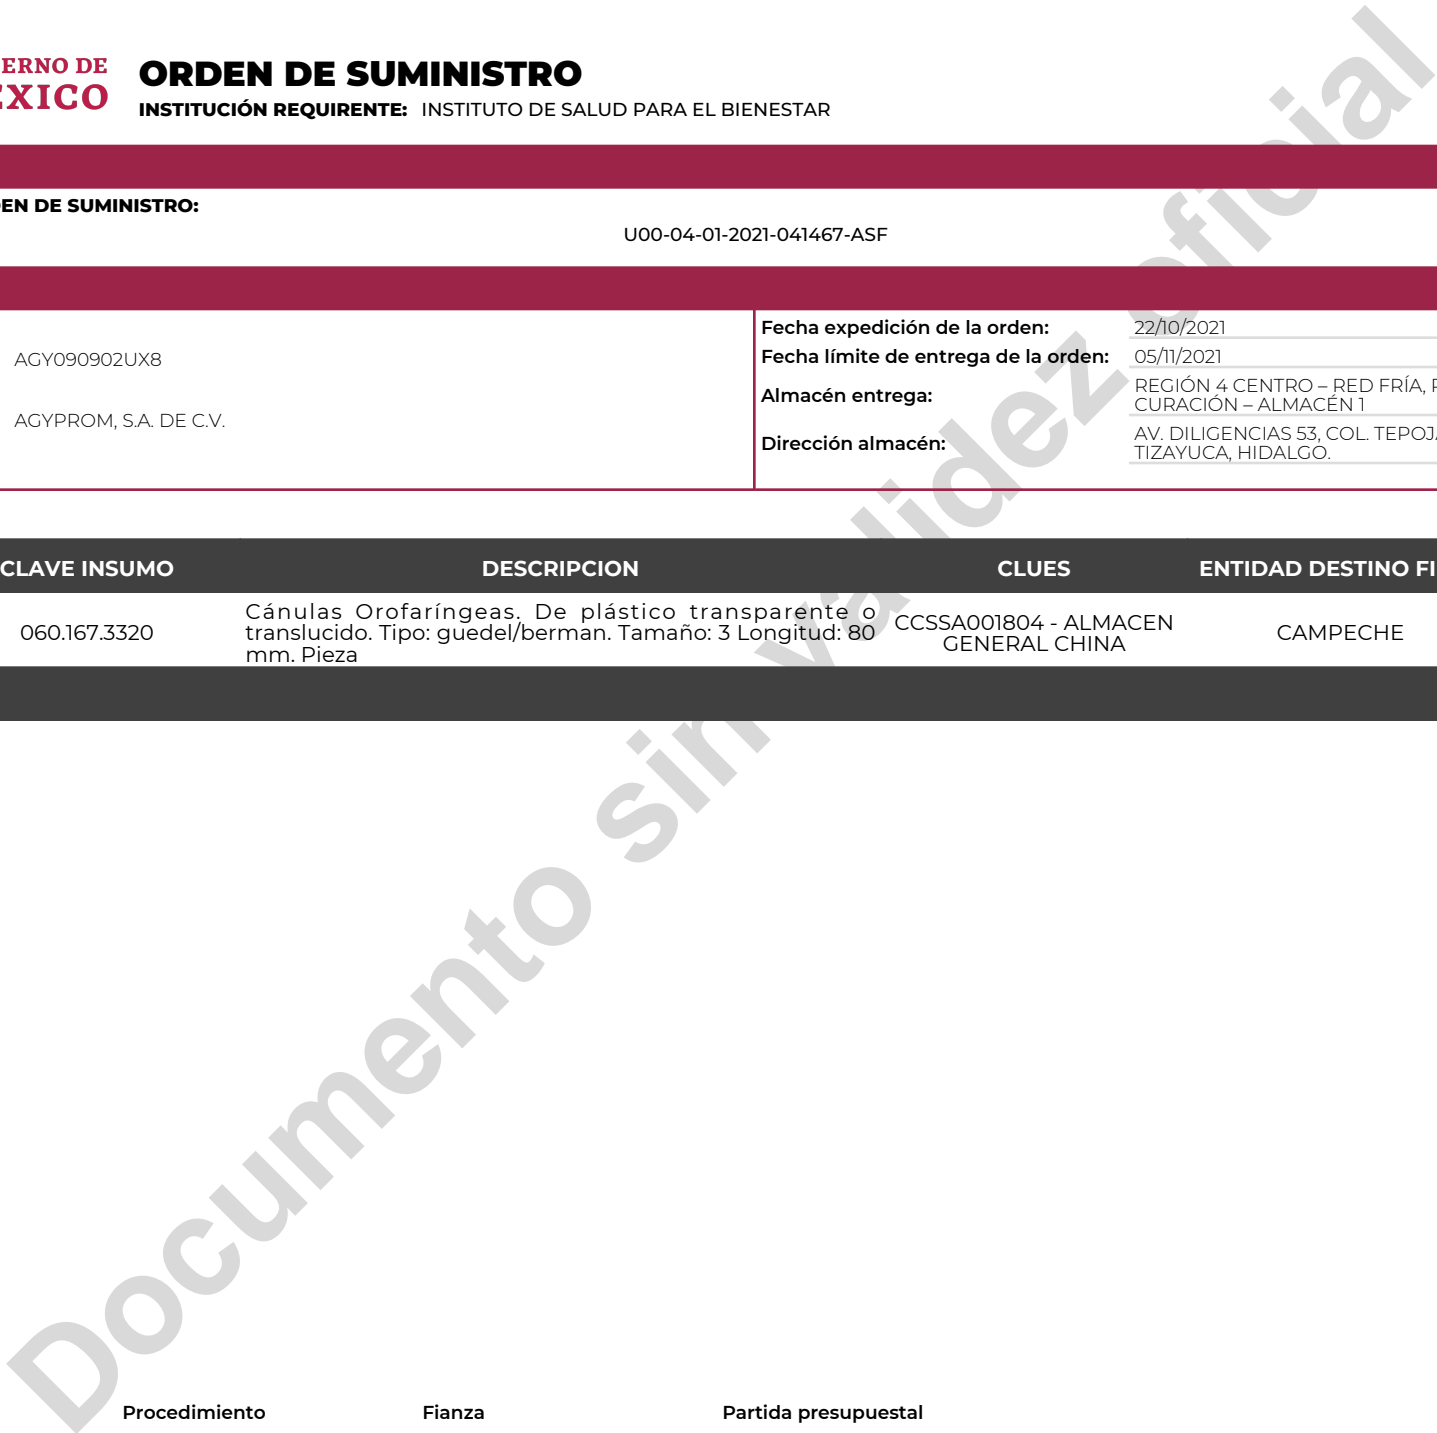 ERNO DE
EXICO
ORDEN DE SUMINISTRO
INSTITUCIÓN REQUIRENTE: INSTITUTO DE SALUD PARA EL BIENESTAR
EN DE SUMINISTRO:
U00-04-01-2021-041467-ASF
AGY090902UX8
AGYPROM, S.A. DE C.V.
Fecha expedición de la orden: 22/10/2021
Fecha límite de entrega de la orden: 05/11/2021
Almacén entrega:
REGIÓN 4 CENTRO – RED FRÍA,
CURACIÓN – ALMACÉN 1
Dirección almacén:
AV. DILIGENCIAS 53, COL. TEPOJA
TIZAYUCA, HIDALGO.
CLAVE INSUMO DESCRIPCION CLUES ENTIDAD DESTINO FI
060.167.3320
Cánulas Orofaríngeas. De plástico transparente o
translucido. Tipo: guedel/berman. Tamaño: 3 Longitud: 80
mm. Pieza
CCSSA001804 - ALMACEN
GENERAL CHINA
CAMPECHE
Documento sin validez oficial
Procedimiento Fianza Partida presupuestal